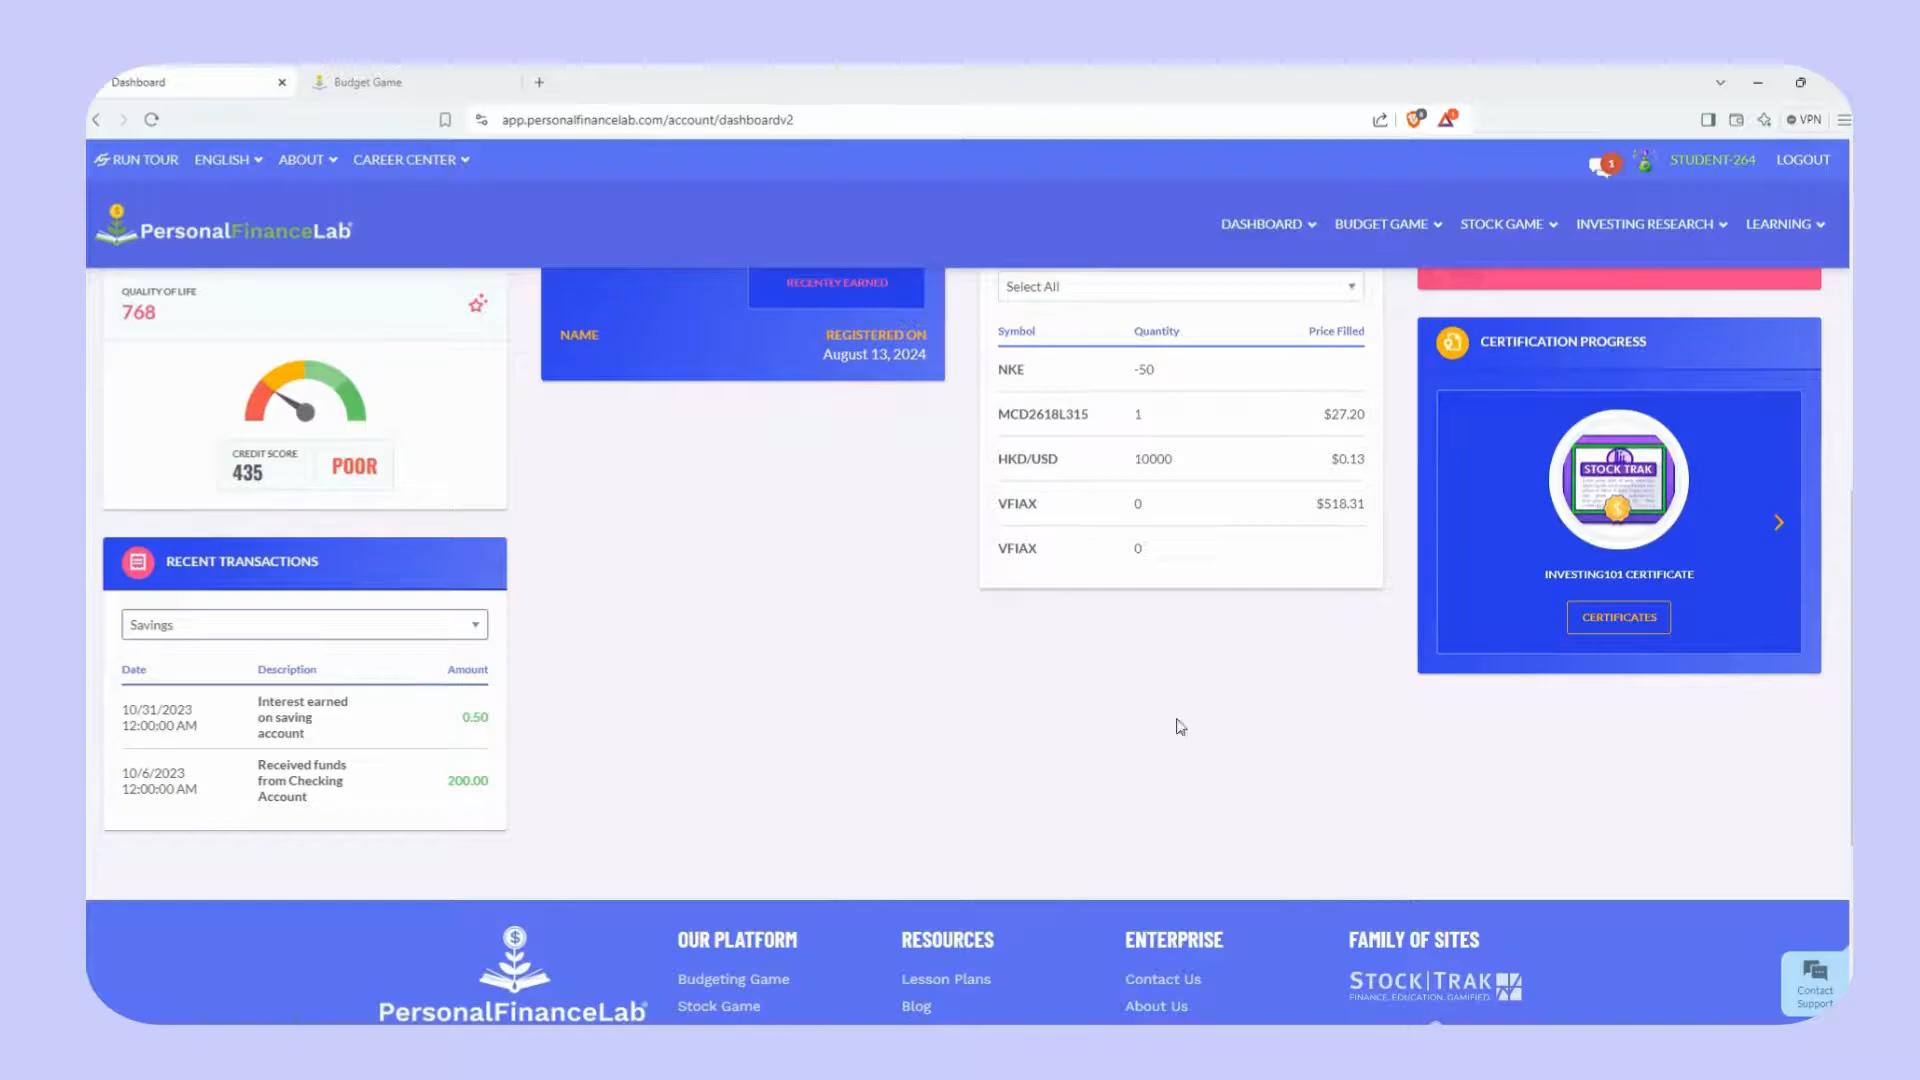 Dashboard
Budget Game
app.personalfinancelab.com/account/dashboardv2
VPN
RUN TOUR ENGLISH ABOUT CAREER CENTER
1
STUDENT-264 LOGOUT
PersonalFinanceLab
DASHBOARD BUDGET GAME STOCK GAME INVESTING RESEARCH LEARNING
QUALITY OF LIFE
768
CREDIT SCORE
435
POOR
RECENT TRANSACTIONS
Savings
Date Description Amount
10/31/2023
12:00:00 AM
Interest earned
on saving
account
0.50
10/6/2023
12:00:00 AM
Received funds
from Checking
Account
200.00
RECENTLY EARNED
NAME
REGISTERED ON
August 13, 2024
Select All
Symbol Quantity Price Filled
NKE -50
MCD2618L315 1 $27.20
HKD/USD 10000 $0.13
VFIAX 0 $518.31
VFIAX 0
CERTIFICATION PROGRESS
STOCK TRAK
INVESTING101 CERTIFICATE
CERTIFICATES
PersonalFinanceLab
OUR PLATFORM
Budgeting Game
Stock Game
RESOURCES
Lesson Plans
Blog
ENTERPRISE
Contact Us
About Us
FAMILY OF SITES
STOCK|TRAK
FINANCE. EDUCATION. GAMIFIED.
Contact
Support